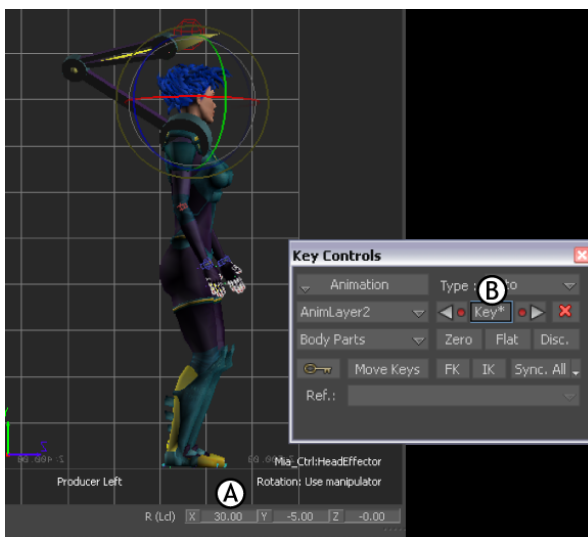 Key Controls
Animation
Type :
B
AnimLayer2
Key*
Body Parts
Zero Flat Disc.
Move Keys FK IK Sync. All
Ref.:
Mia_Ctrl:HeadEffector
Producer Left
Rotation: Use manipulator
A
R (Lcl) X 30.00 Y -5.00 Z -0.00